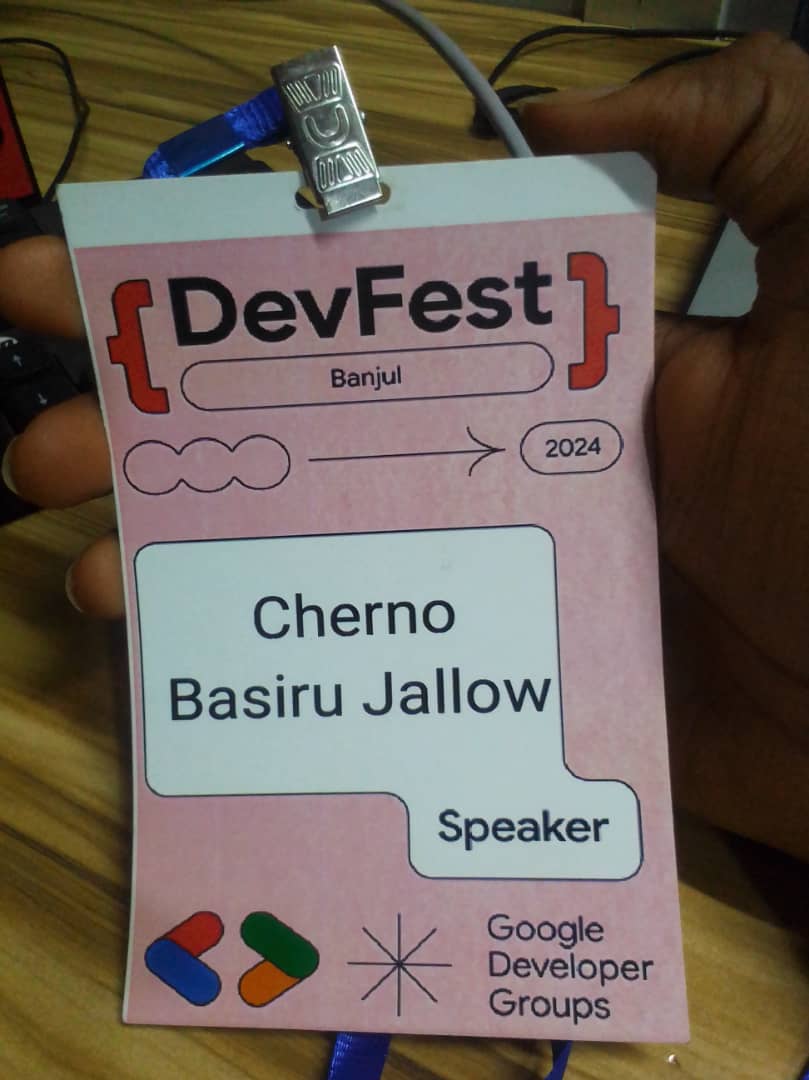 {DevFest}
Banjul
2024
Cherno
Basiru Jallow
Speaker
Google
Developer
Groups